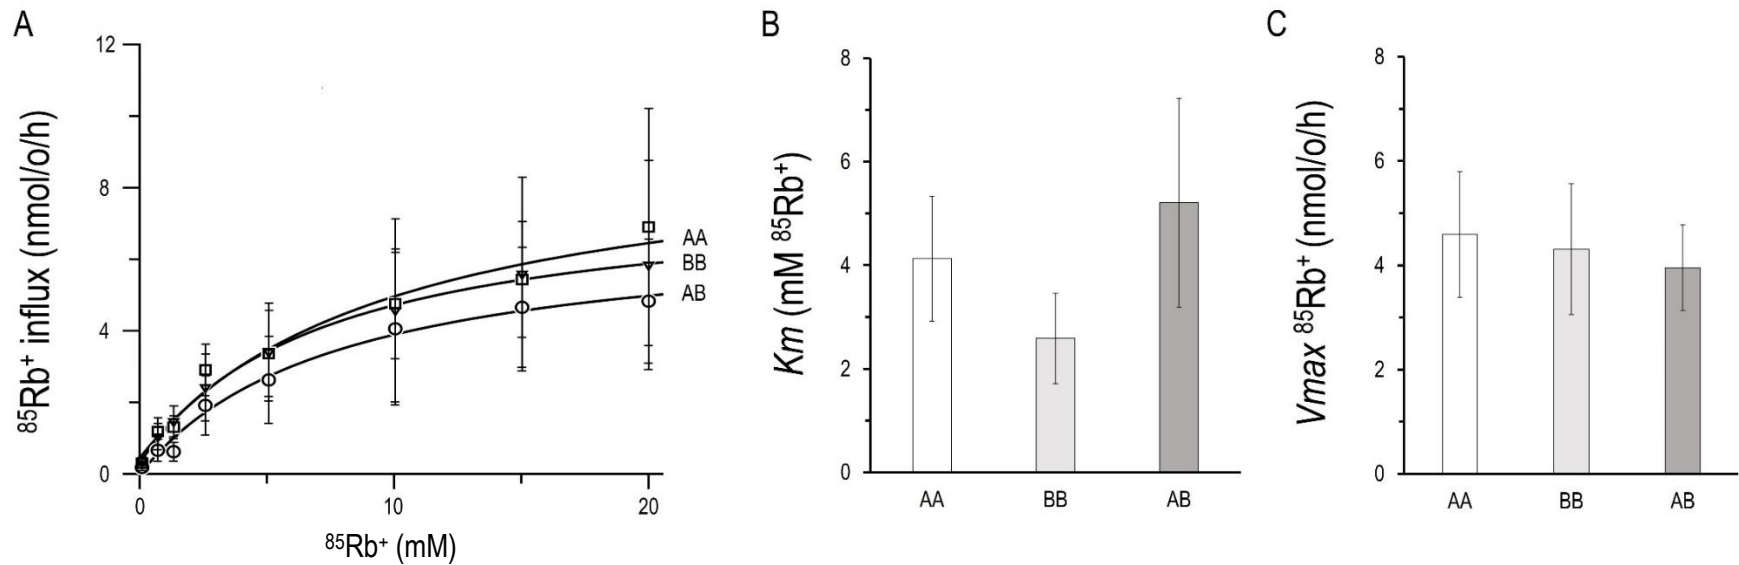 A
12
8
4
0
⁸⁵Rb⁺ influx (nmol/o/h)
AA
BB
AB
0
10
20
⁸⁵Rb⁺ (mM)
B
8
6
4
2
0
Km (mM ⁸⁵Rb⁺)
AA
BB
AB
C
8
6
4
2
0
Vmax ⁸⁵Rb⁺ (nmol/o/h)
AA
BB
AB